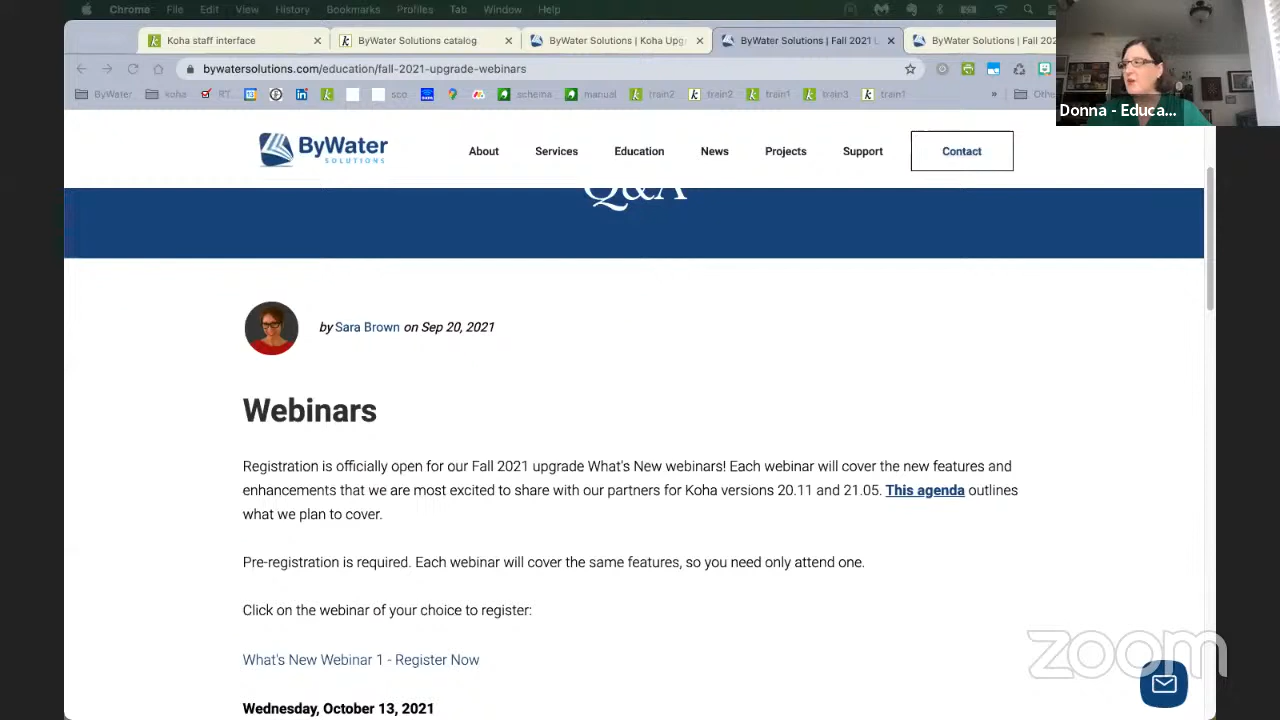 Chrome File Edit View History Bookmarks Profiles Tab Window Help
Koha staff interface
ByWater Solutions catalog
ByWater Solutions | Koha Upgr
ByWater Solutions | Fall 2021 U
ByWater Solutions | Fall 202
bywatersolutions.com/education/fall-2021-upgrade-webinars
ByWater koha RT sco schema manual train2 train2 train1 train3 train1 » Other
Donna - Educa...
ByWater
SOLUTIONS
About Services Education News Projects Support Contact
Q&A
by Sara Brown on Sep 20, 2021
Webinars
Registration is officially open for our Fall 2021 upgrade What's New webinars! Each webinar will cover the new features and
enhancements that we are most excited to share with our partners for Koha versions 20.11 and 21.05. This agenda outlines
what we plan to cover.
Pre-registration is required. Each webinar will cover the same features, so you need only attend one.
Click on the webinar of your choice to register:
What's New Webinar 1 - Register Now
Wednesday, October 13, 2021
zoom